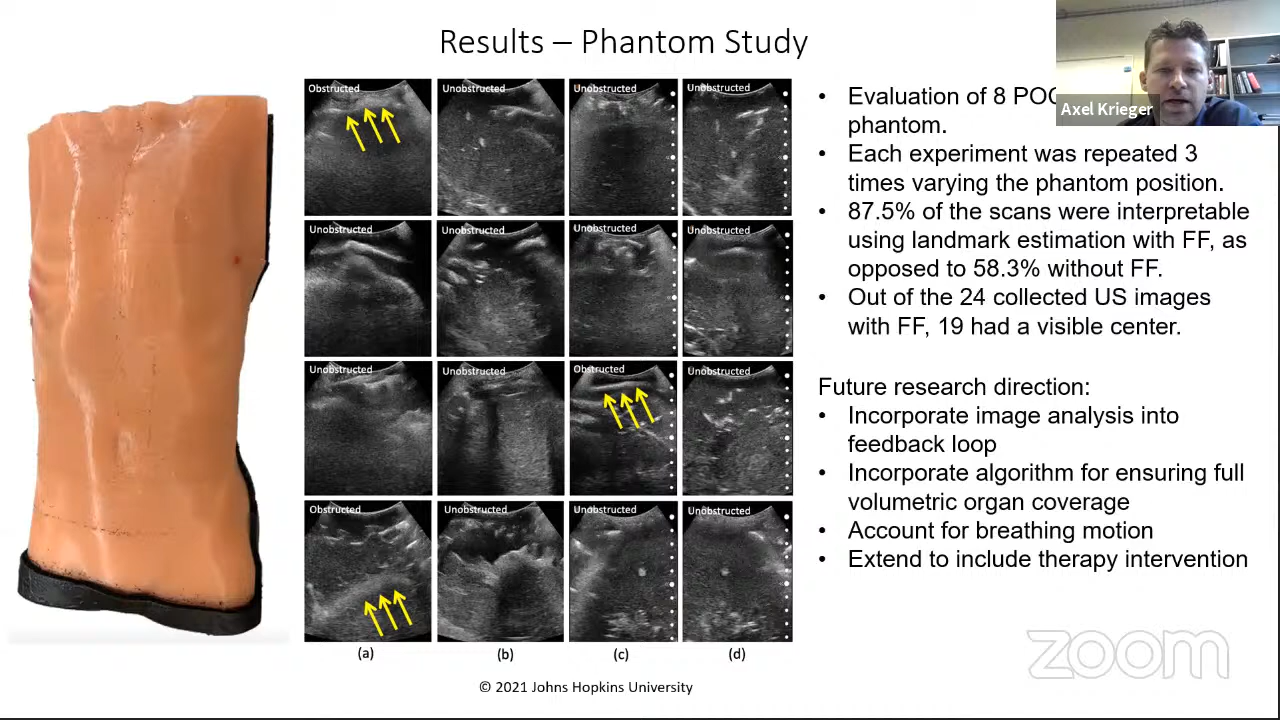 Results – Phantom Study
Axel Krieger
Obstructed
Unobstructed
Unobstructed
Unobstructed
Unobstructed
Unobstructed
Unobstructed
Unobstructed
Unobstructed
Unobstructed
Obstructed
Unobstructed
Obstructed
Unobstructed
Unobstructed
Unobstructed
(a)
(b)
(c)
(d)
© 2021 Johns Hopkins University
• Evaluation of 8
phantom.
• Each experiment was repeated 3
times varying the phantom position.
• 87.5% of the scans were interpretable
using landmark estimation with FF, as
opposed to 58.3% without FF.
• Out of the 24 collected US images
with FF, 19 had a visible center.
Future research direction:
• Incorporate image analysis into
feedback loop
• Incorporate algorithm for ensuring full
volumetric organ coverage
• Account for breathing motion
• Extend to include therapy intervention
zoom